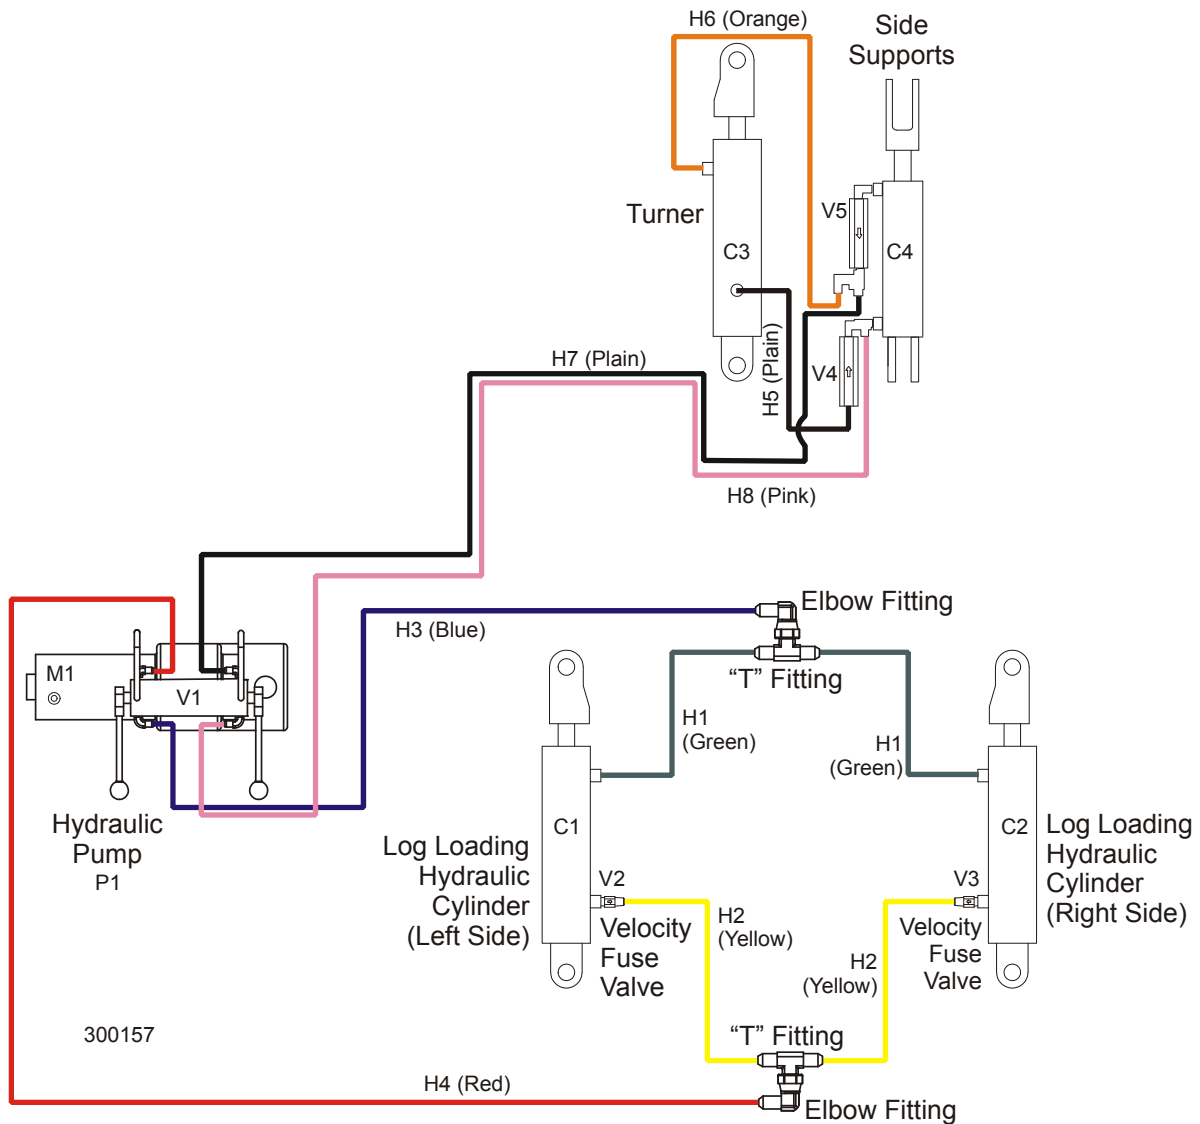 H6 (Orange)
Side
Supports
Turner
V5
C3
C4
H7 (Plain)
H5 (Plain)
V4
H8 (Pink)
Elbow Fitting
H3 (Blue)
"T" Fitting
M1
V1
H1
(Green)
H1
(Green)
Hydraulic
Pump
P1
C1
C2
Log Loading
Hydraulic
Cylinder
(Left Side)
Log Loading
Hydraulic
Cylinder
(Right Side)
V2
V3
Velocity
Fuse
Valve
H2
(Yellow)
H2
(Yellow)
Velocity
Fuse
Valve
300157
"T" Fitting
H4 (Red)
Elbow Fitting